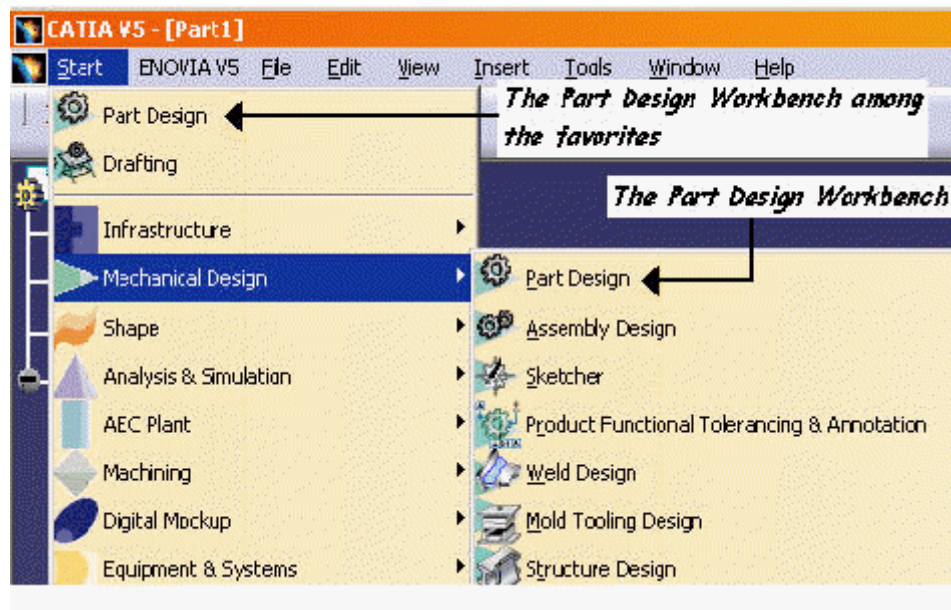 CATIA V5 - [Part1]
Start ENOVIA V5 File Edit View Insert Tools Window Help
Part Design
The Part Design Workbench among
the favorites
Drafting
The Part Design Workbench
Infrastructure
Mechanical Design
Part Design
Shape
Assembly Design
Analysis & Simulation
Sketcher
AEC Plant
Product Functional Tolerancing & Annotation
Machining
Weld Design
Digital Mockup
Mold Tooling Design
Equipment & Systems
Structure Design